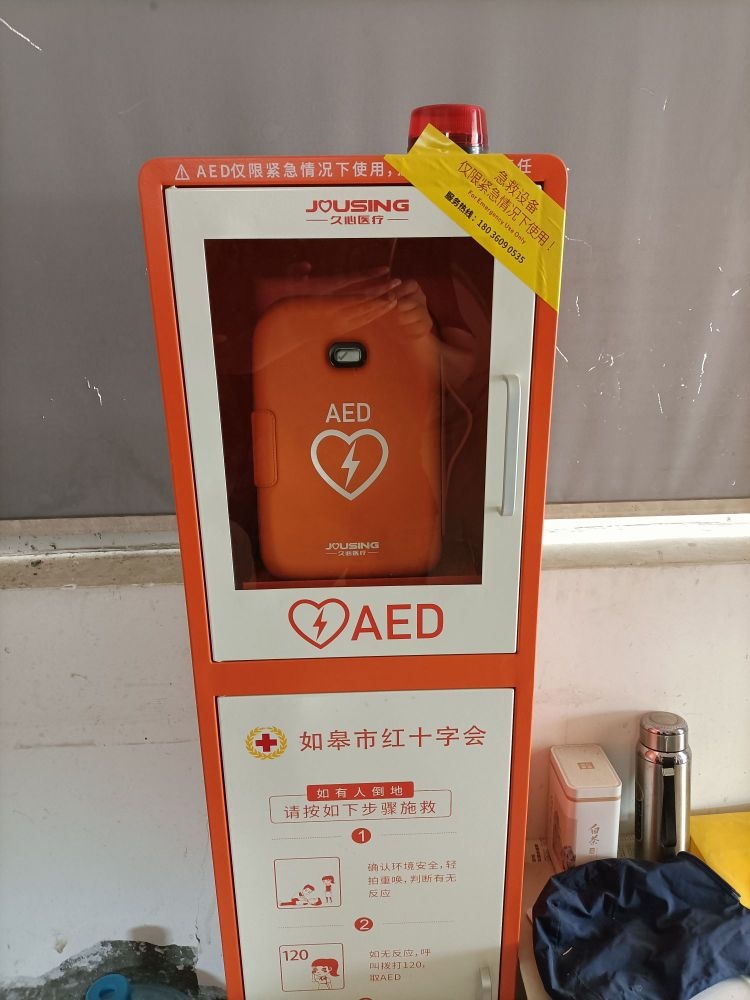 AED仅限紧急情况下使用,
任
急救设备
仅限紧急情况下使用!
For Emergency Use Only
服务热线:180 3609 0535
JOUSING
久心医疗
AED
JOUSING
久心医疗
AED
如皋市红十字会
如有人倒地
请按如下步骤施救
1
确认环境安全,轻
拍重唤,判断有无
反应
2
120
如无反应,呼
叫拨打120,
取AED
白茶